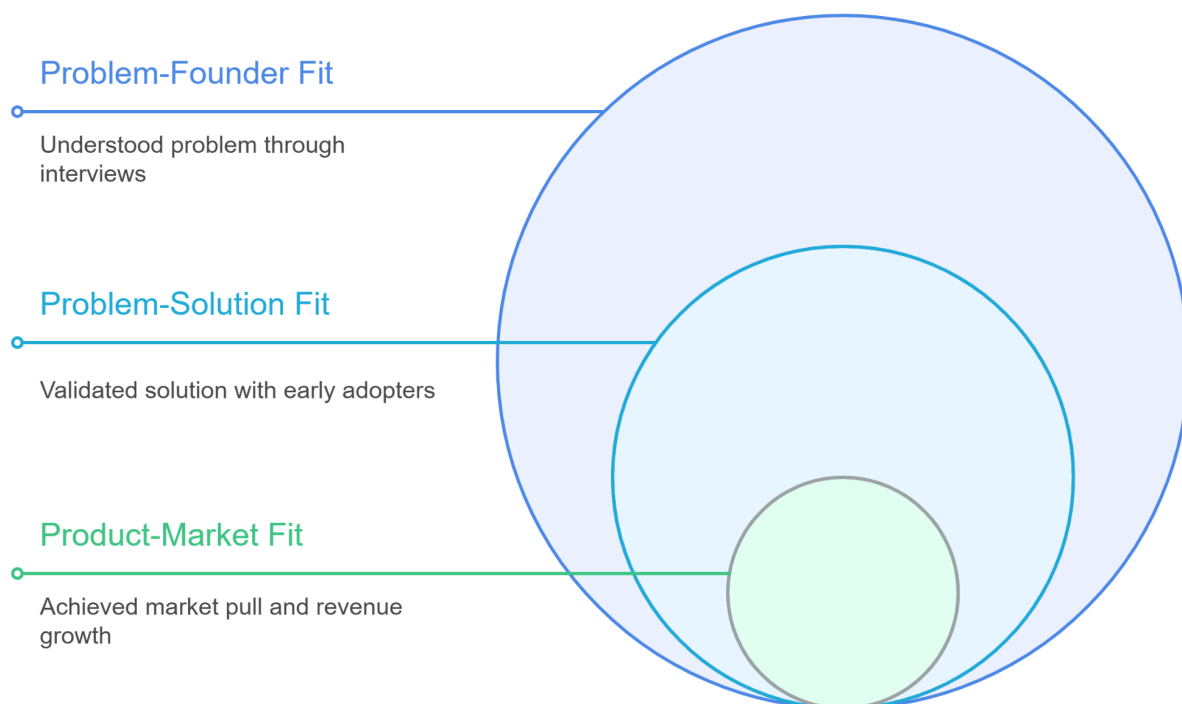 Problem-Founder Fit
Understood problem through
interviews
Problem-Solution Fit
Validated solution with early adopters
Product-Market Fit
Achieved market pull and revenue
growth